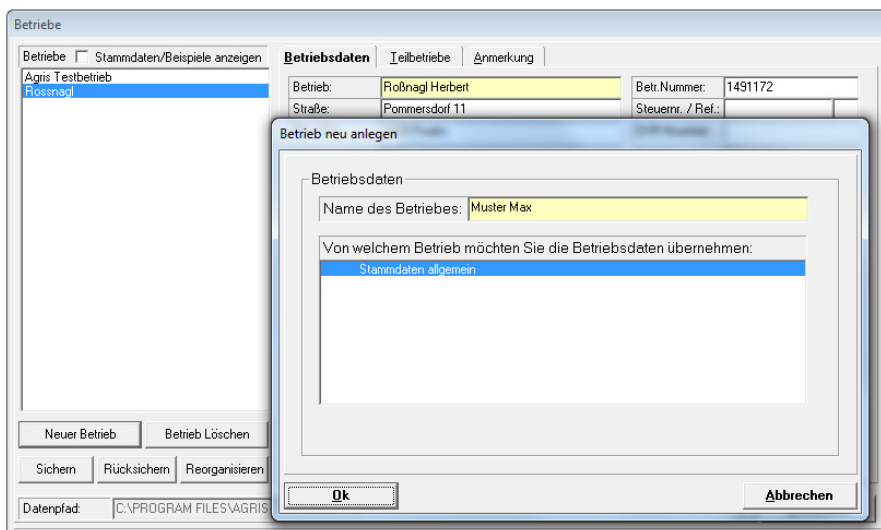 Betriebe
Betriebe Stammdaten/Beispiele anzeigen
Agris Testbetrieb
Rossnagl
Betriebsdaten Teilbetriebe Anmerkung
Betrieb: Roßnagl Herbert Betr.Nummer: 1491172
Straße: Pommersdorf 11 Steuernr. / Ref.:
Betrieb neu anlegen
Betriebsdaten
Name des Betriebes: Muster Max
Von welchem Betrieb möchten Sie die Betriebsdaten übernehmen:
Stammdaten allgemein
Neuer Betrieb Betrieb Löschen
Sichern Rücksichern Reorganisieren
Ok Abbrechen
Datenpfad: C:\PROGRAM FILES\AGRIS